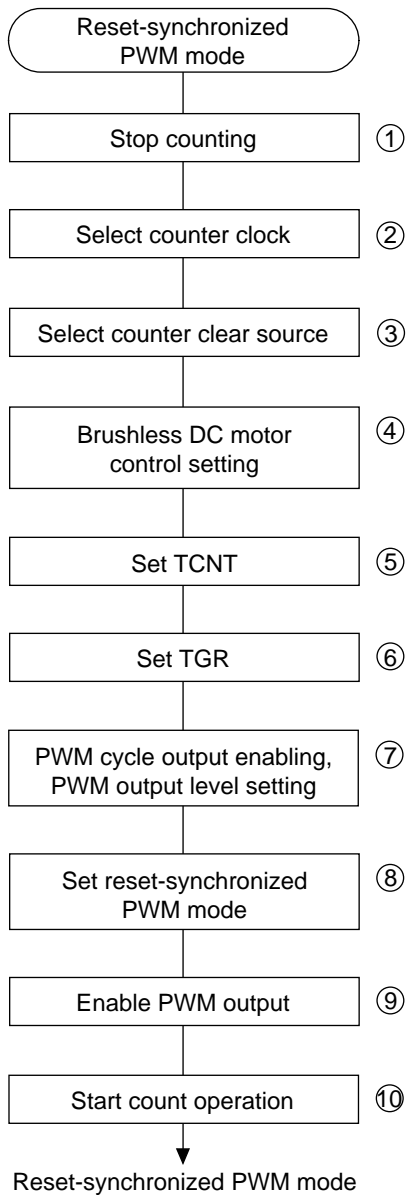 Reset-synchronized
PWM mode
Stop counting
①
Select counter clock
②
Select counter clear source
③
Brushless DC motor
control setting
④
Set TCNT
⑤
Set TGR
⑥
PWM cycle output enabling,
PWM output level setting
⑦
Set reset-synchronized
PWM mode
⑧
Enable PWM output
⑨
Start count operation
⑩
Reset-synchronized PWM mode